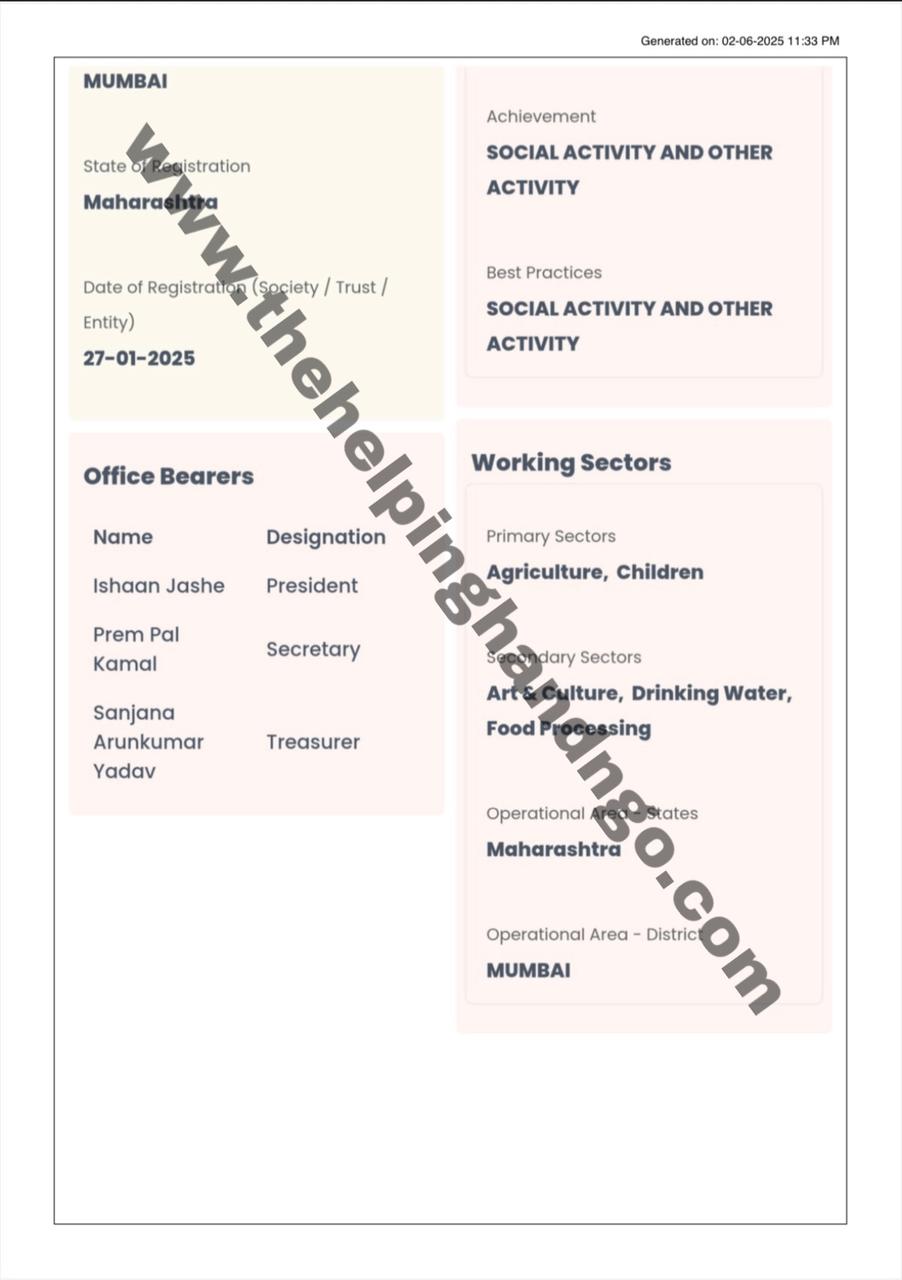 Generated on: 02-06-2025 11:33 PM
MUMBAI
State of Registration
Maharashtra
Date of Registration (Society / Trust /
Entity)
27-01-2025
Office Bearers
Name Designation
Ishaan Jashe President
Prem Pal
Kamal Secretary
Sanjana
Arunkumar Treasurer
Yadav
Achievement
SOCIAL ACTIVITY AND OTHER
ACTIVITY
Best Practices
SOCIAL ACTIVITY AND OTHER
ACTIVITY
Working Sectors
Primary Sectors
Agriculture, Children
Secondary Sectors
Art & Culture, Drinking Water,
Food Processing
Operational Area - States
Maharashtra
Operational Area - District
MUMBAI
www.thehelpinghandngo.com